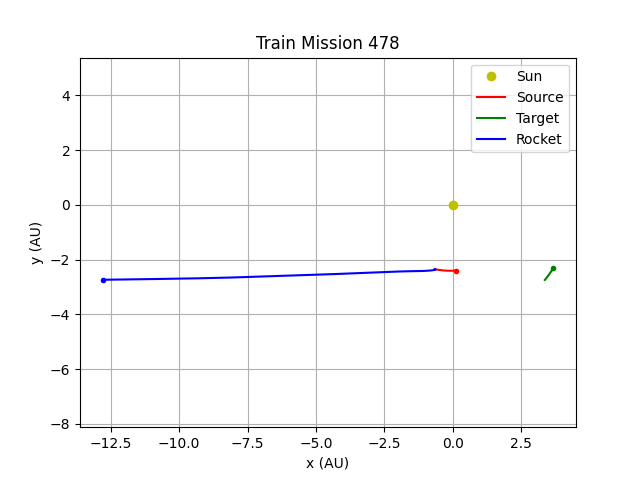 Train Mission 478
Sun
Source
Target
Rocket
4
2
0
−2
−4
−6
−8
y (AU)
−12.5 −10.0 −7.5 −5.0 −2.5 0.0 2.5
x (AU)